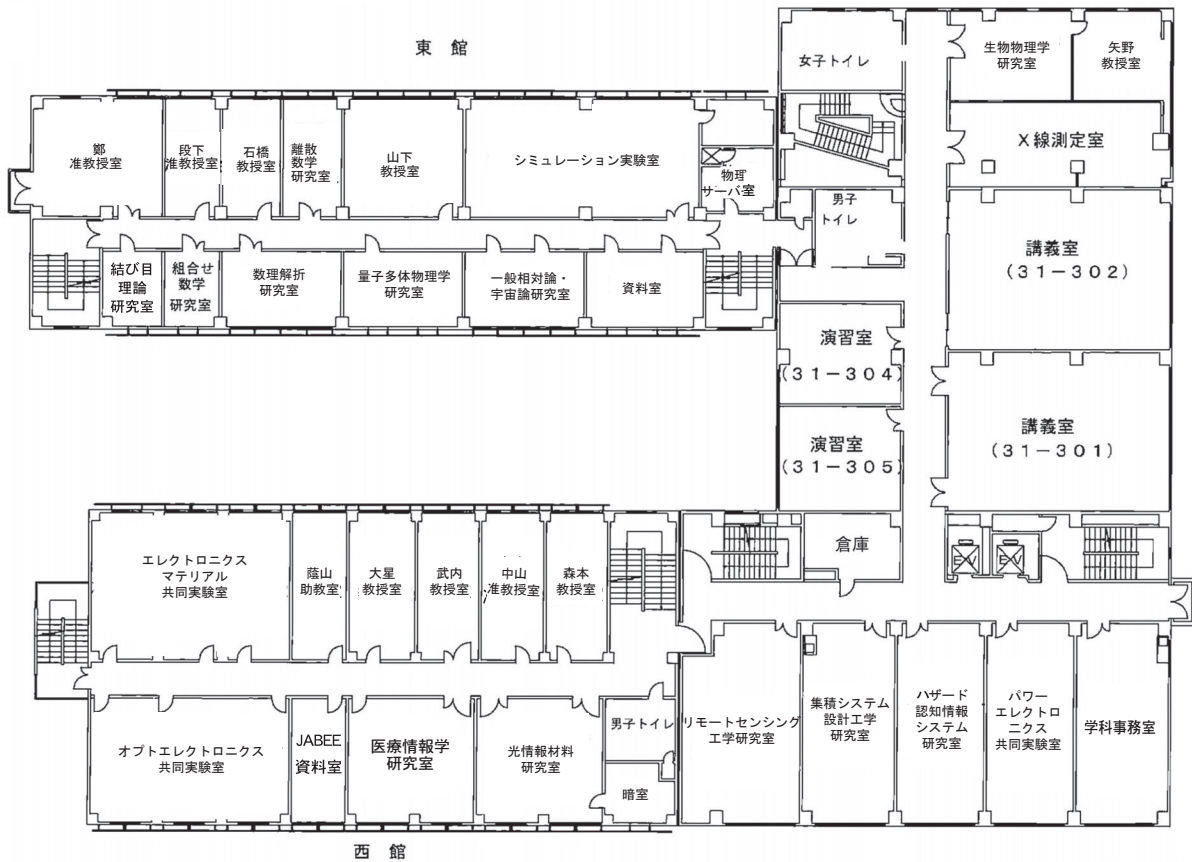 東 館
女子トイレ
生物物理学
研究室
矢野
教授室
鄭
准教授室
段下
准教授室
石橋
教授室
離散
数学
研究室
山下
教授室
シミュレーション実験室
物理
サーバ室
X線測定室
男子
トイレ
講義室
(31-302)
結び目
理論
研究室
組合せ
数学
研究室
数理解折
研究室
量子多体物理学
研究室
一般相対論・
宇宙論研究室
資料室
演習室
(31-304)
講義室
(31-301)
演習室
(31-305)
エレクトロニクス
マテリアル
共同実験室
蔭山
助教室
大星
教授室
武内
教授室
中山
准教授室
森本
教授室
倉庫
EV
EV
オプトエレクトロニクス
共同実験室
JABEE
資料室
医療情報学
研究室
光情報材料
研究室
男子トイレ
暗室
リモートセンシング
工学研究室
集積システム
設計工学
研究室
ハザード
認知情報
システム
研究室
パワー
エレクトロ
ニクス
共同実験室
学科事務室
西 館